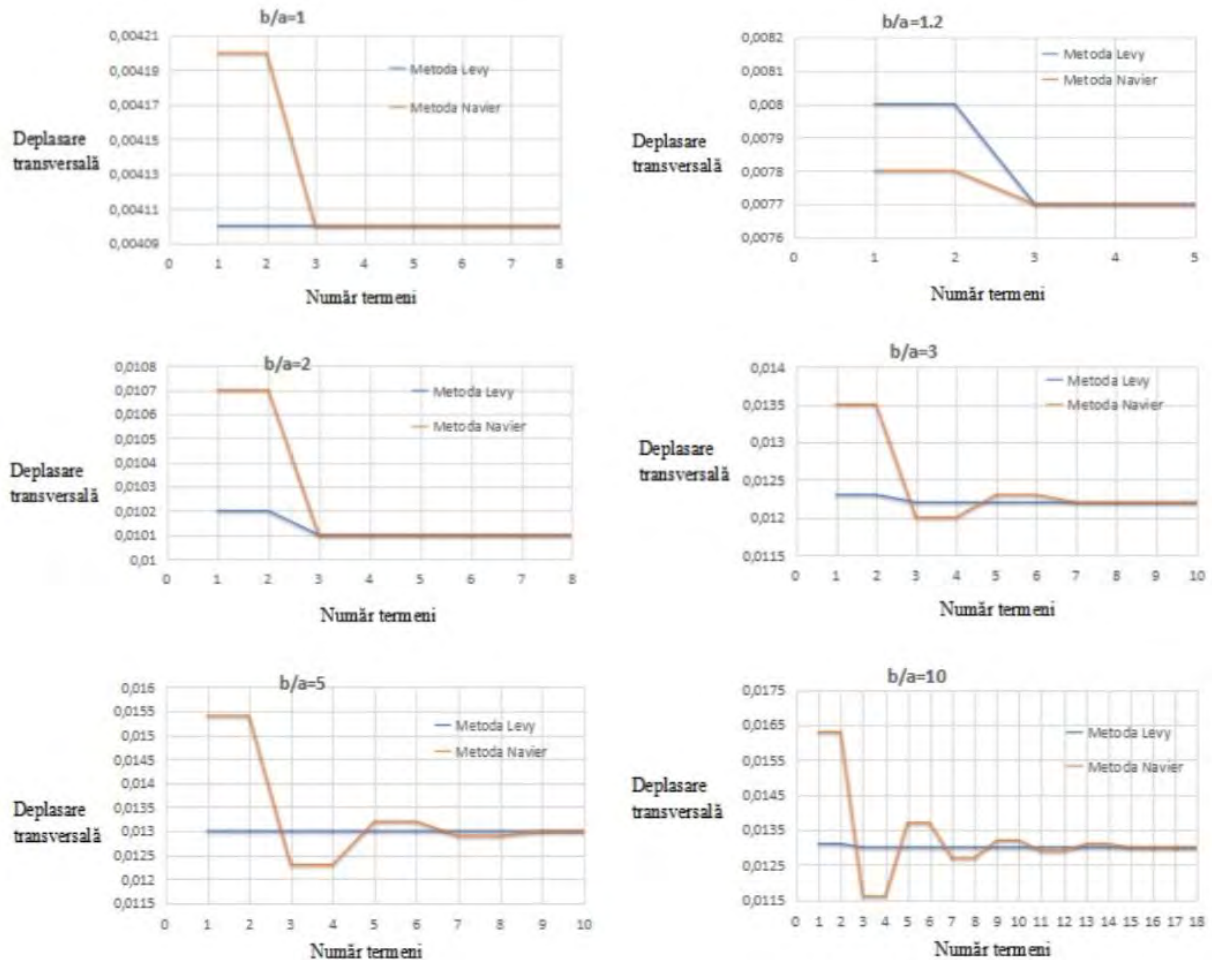 b/a=1
0,00421
0,00419
0,00417
0,00415
0,00413
0,00411
0,00409
0 1 2 3 4 5 6 7 8
Metoda Levy
Metoda Navier
Deplasare
transversală
Număr termeni
b/a=1.2
0,0082
0,0081
0,008
0,0079
0,0078
0,0077
0,0076
0 1 2 3 4 5
Metoda Levy
Metoda Navier
Deplasare
transversală
Număr termeni
b/a=2
0,0108
0,0107
0,0106
0,0105
0,0104
0,0103
0,0102
0,0101
0,01
0 1 2 3 4 5 6 7 8
Metoda Levy
Metoda Navier
Deplasare
transversală
Număr termeni
b/a=3
0,014
0,0135
0,013
0,0125
0,012
0,0115
0 1 2 3 4 5 6 7 8 9 10
Metoda Levy
Metoda Navier
Deplasare
transversală
Număr termeni
b/a=5
0,016
0,0155
0,015
0,0145
0,014
0,0135
0,013
0,0125
0,012
0,0115
0 1 2 3 4 5 6 7 8 9 10
Metoda Levy
Metoda Navier
Deplasare
transversală
Număr termeni
b/a=10
0,0175
0,0165
0,0155
0,0145
0,0135
0,0125
0,0115
0 1 2 3 4 5 6 7 8 9 10 11 12 13 14 15 16 17 18
Metoda Levy
Metoda Navier
Deplasare
transversală
Număr termeni